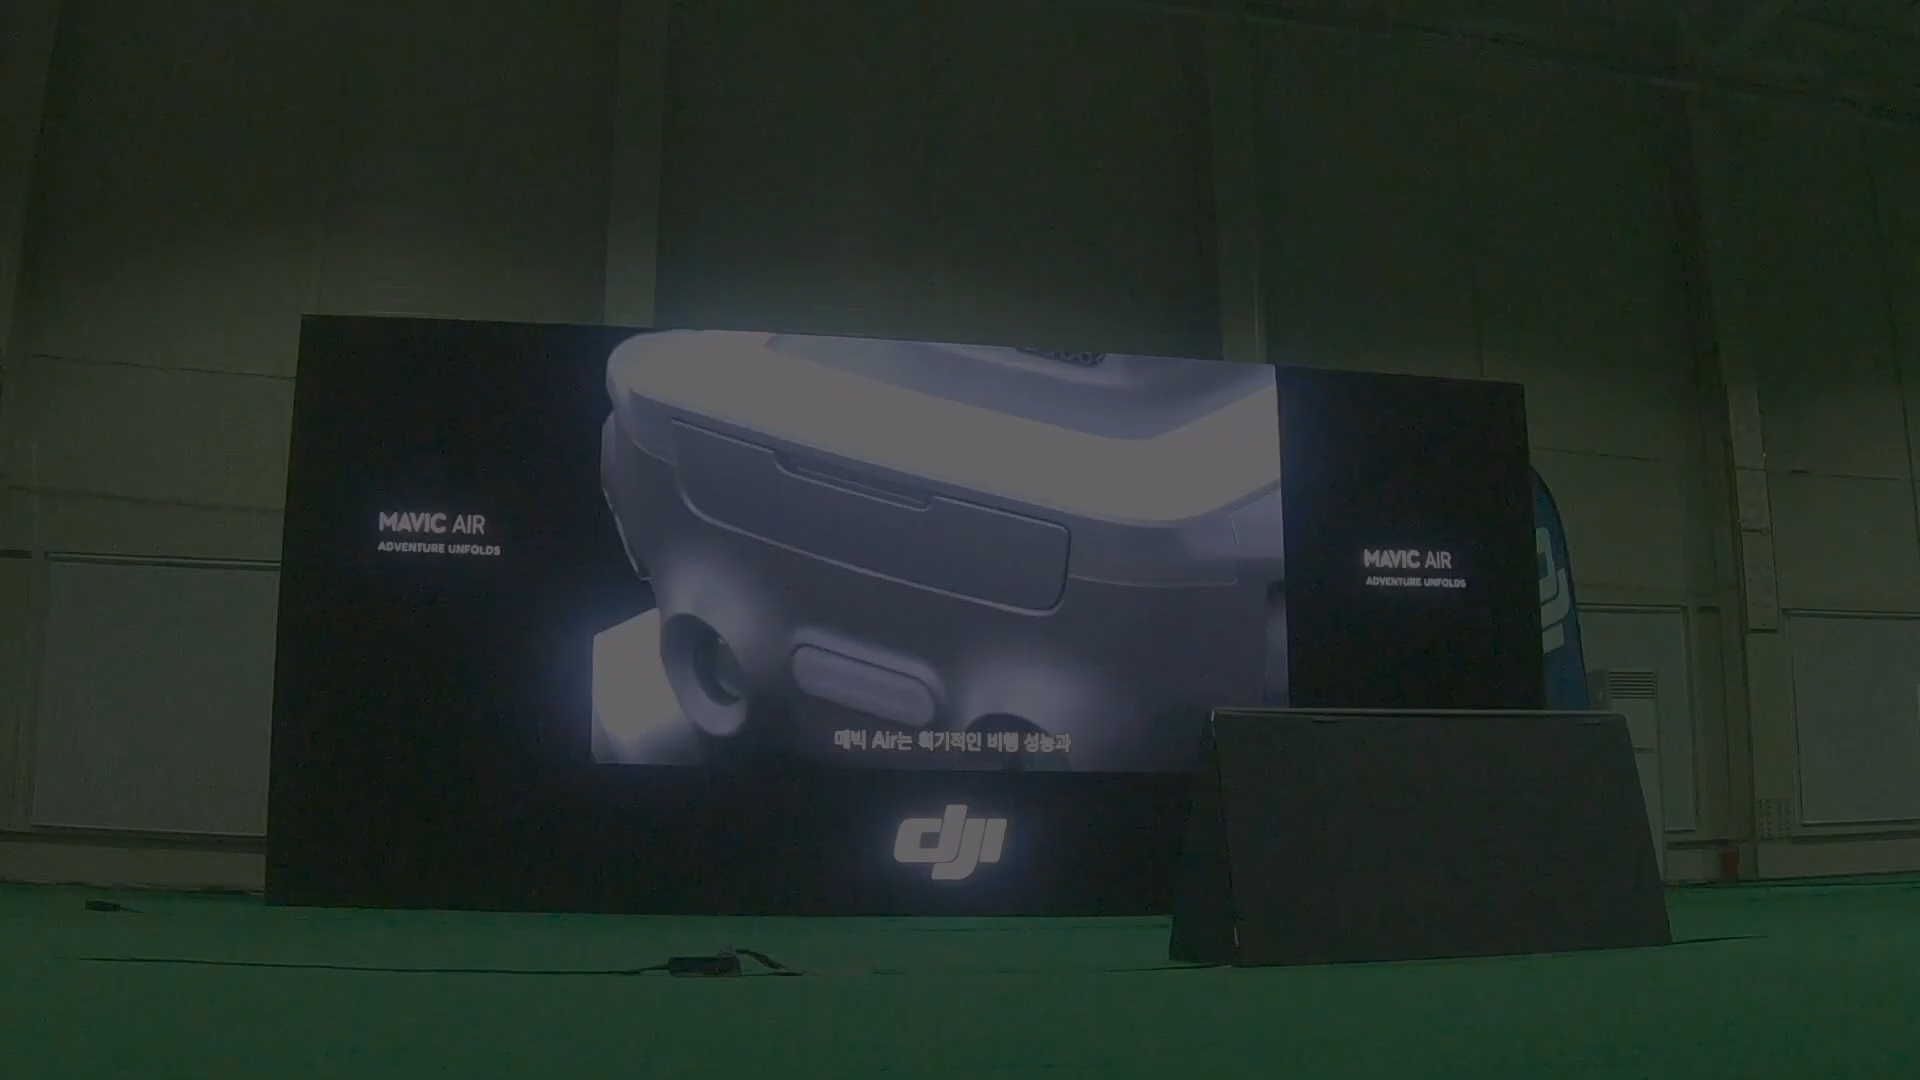 MAVIC AIR
ADVENTURE UNFOLDS
MAVIC AIR
ADVENTURE UNFOLDS
매빅 Air는 획기적인 비행 성능과
dji